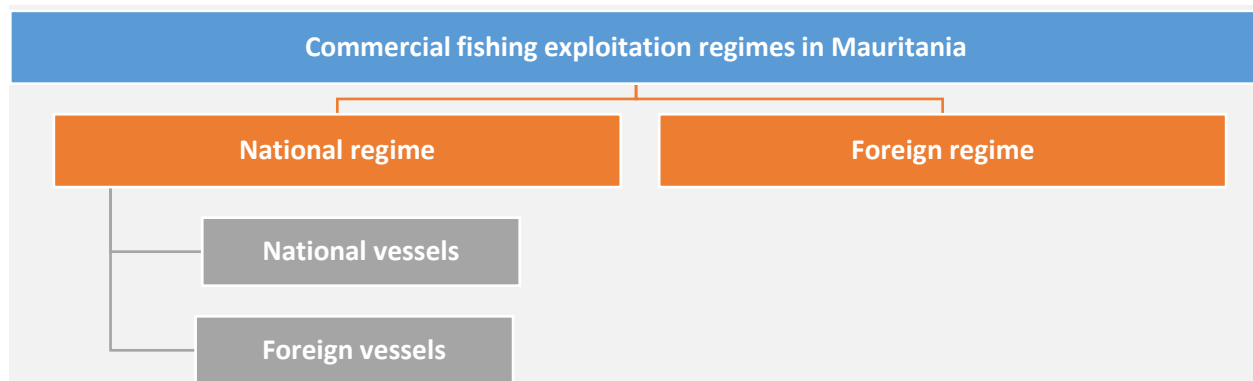 Commercial fishing exploitation regimes in Mauritania
National regime
Foreign regime
National vessels
Foreign vessels